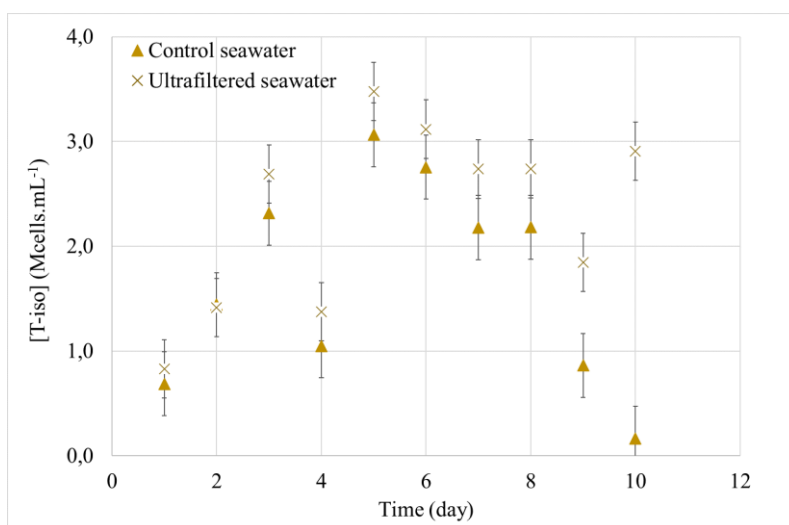 4,0
Control seawater
Ultrafiltered seawater
3,0
2,0
1,0
0,0
[T-iso] (Mcells.mL⁻¹)
0 2 4 6 8 10 12
Time (day)